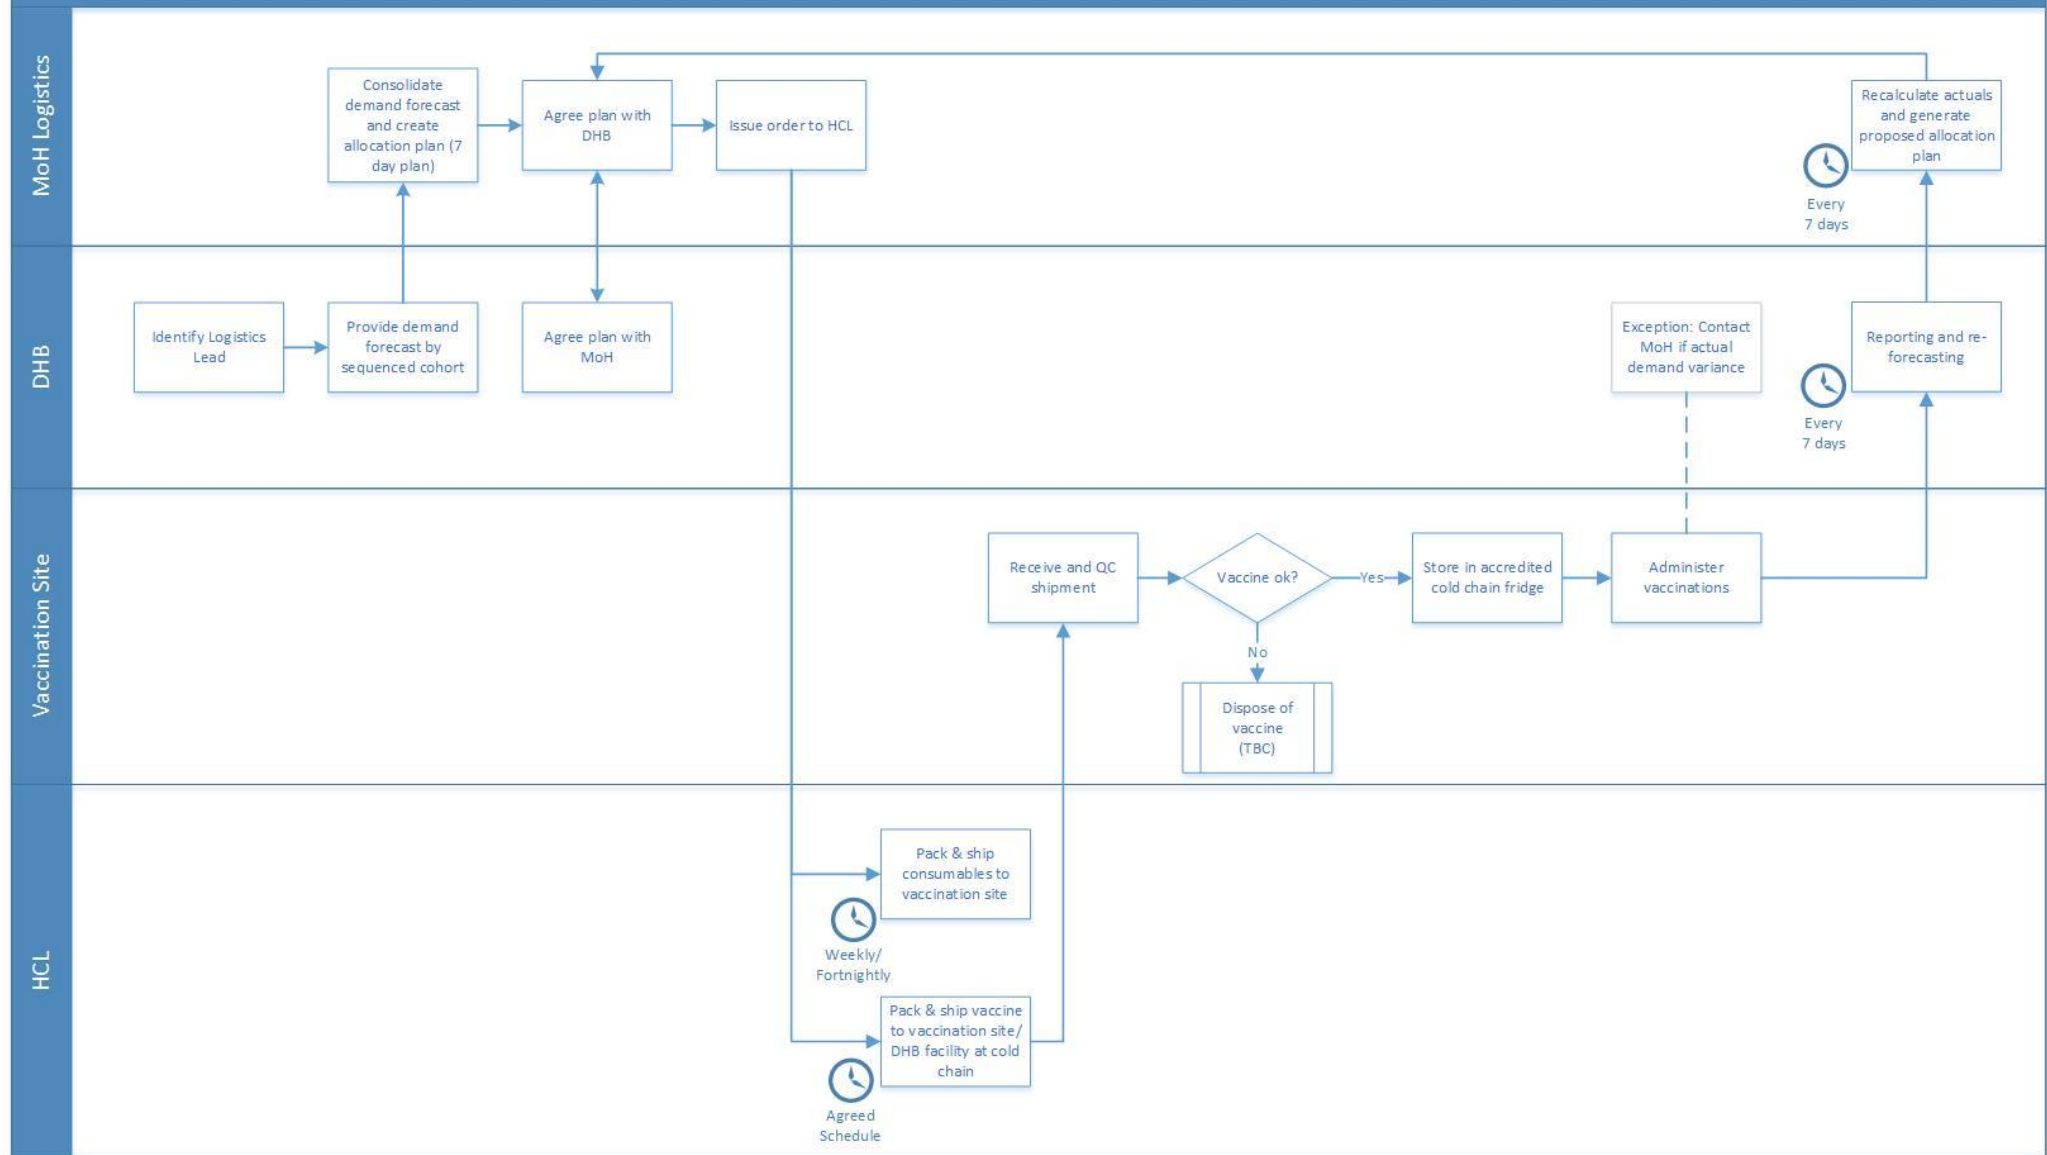 MoH Logistics
Consolidate
demand forecast
and create
allocation plan (7
day plan)
Agree plan with
DHB
Issue order to HCL
Recalculate actuals
and generate
proposed allocation
plan
Every
7 days
DHB
Identify Logistics
Lead
Provide demand
forecast by
sequenced cohort
Agree plan with
MoH
Exception: Contact
MoH if actual
demand variance
Reporting and re-
forecasting
Every
7 days
Vaccination Site
Receive and QC
shipment
Vaccine ok?
Yes
Store in accredited
cold chain fridge
Administer
vaccinations
No
Dispose of
vaccine
(TBC)
HCL
Pack & ship
consumables to
vaccination site
Weekly/
Fortnightly
Pack & ship vaccine
to vaccination site/
DHB facility at cold
chain
Agreed
Schedule